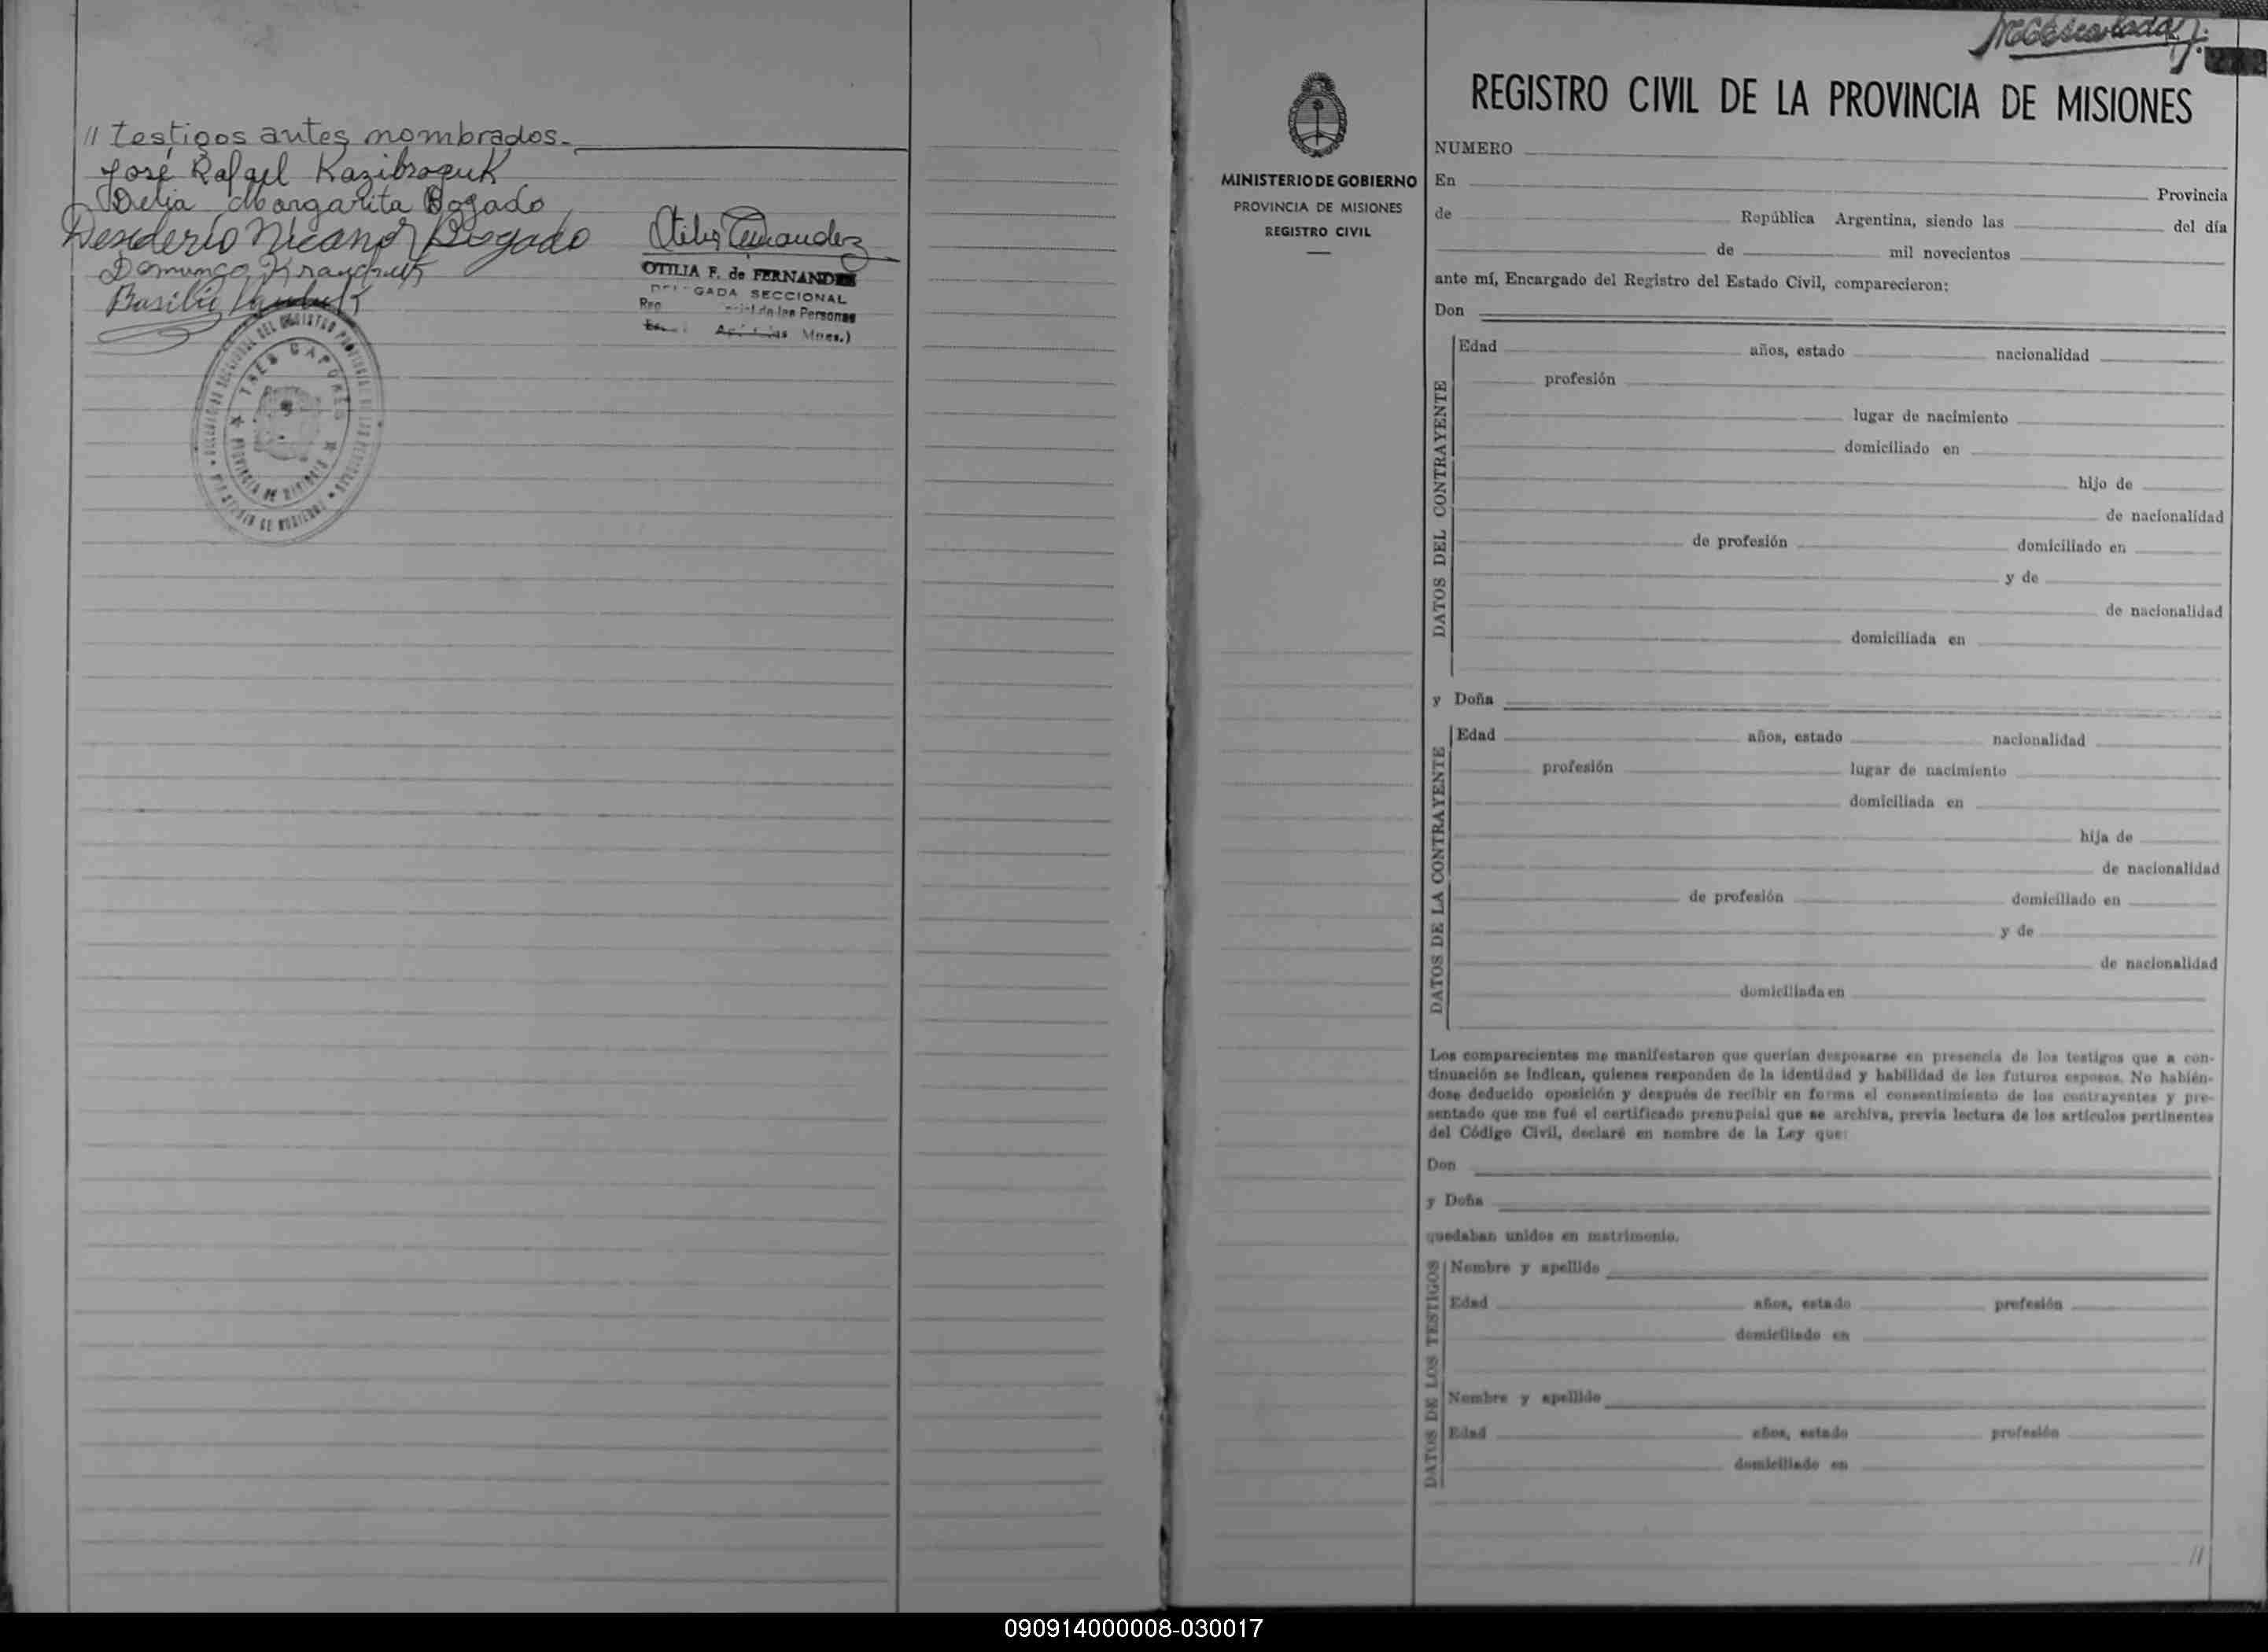 // testigos antes nombrados.-
José Rafael Kazibroguk
Delia Margarita Bogado
Desiderio Nicanor Bogado
Otilia Fernandez
Domingo
Basilio
OTILIA F. de FERNANDEZ
DELEGADA SECCIONAL
de las Personas
Mnes.)
TRES CAPONES
PROVINCIA DE MISIONES
MINISTERIO DE GOBIERNO
PROVINCIA DE MISIONES
REGISTRO CIVIL
REGISTRO CIVIL DE LA PROVINCIA DE MISIONES
NUMERO
En Provincia
de República Argentina, siendo las del día
de mil novecientos
ante mí, Encargado del Registro del Estado Civil, comparecieron:
Don
DATOS DEL CONTRAYENTE
Edad años, estado nacionalidad
profesión
lugar de nacimiento
domiciliado en
hijo de
de nacionalidad
de profesión domiciliado en
y de
de nacionalidad
domiciliada en
y Doña
DATOS DE LA CONTRAYENTE
Edad años, estado nacionalidad
profesión lugar de nacimiento
domiciliada en
hija de
de nacionalidad
de profesión domiciliado en
y de
de nacionalidad
domiciliada en
Los comparecientes me manifestaron que querían desposarse en presencia de los testigos que a con-
tinuación se indican, quienes responden de la identidad y habilidad de los futuros esposos. No habién-
dose deducido oposición y después de recibir en forma el consentimiento de los contrayentes y pre-
sentado que me fué el certificado prenupcial que se archiva, previa lectura de los artículos pertinentes
del Código Civil, declaré en nombre de la Ley que:
Don
y Doña
quedaban unidos en matrimonio.
DATOS DE LOS TESTIGOS
Nombre y apellido
Edad años, estado profesión
domiciliado en
Nombre y apellido
Edad años, estado profesión
domiciliado en
//
090914000008-030017